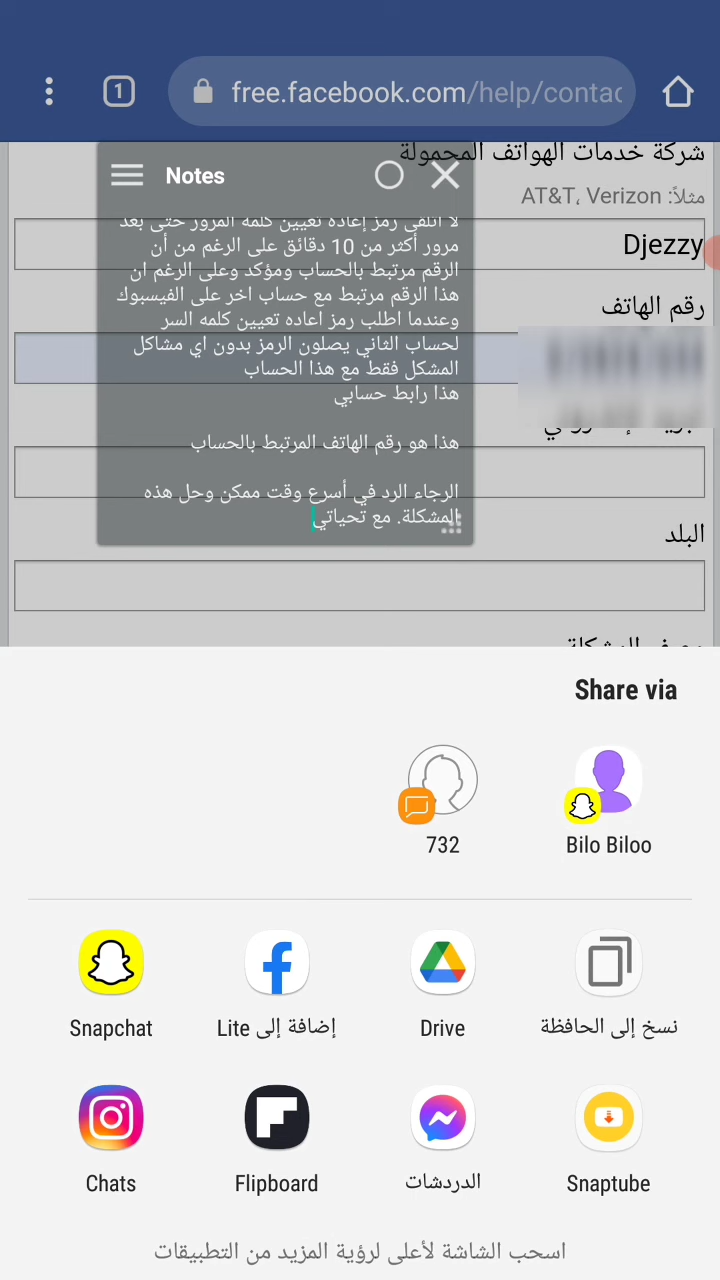 1
free.facebook.com/help/contac
شركة خدمات الهواتف المحمولة
Notes
مثلاً: AT&T، Verizon
Djezzy
رقم الهاتف
لا أتلقى رمز إعادة تعيين كلمة المرور حتى بعد
مرور أكثر من 10 دقائق على الرغم من أن
الرقم مرتبط بالحساب ومؤكد وعلى الرغم ان
هذا الرقم مرتبط مع حساب اخر على الفيسبوك
وعندما اطلب رمز اعاده تعيين كلمه السر
لحساب الثاني يصلون الرمز بدون اي مشاكل
المشكل فقط مع هذا الحساب
هذا رابط حسابي
هذا هو رقم الهاتف المرتبط بالحساب
الرجاء الرد في أسرع وقت ممكن وحل هذه
المشكلة. مع تحياتي
البلد
Share via
732
Bilo Biloo
Snapchat
إضافة إلى Lite
Drive
نسخ إلى الحافظة
Chats
Flipboard
الدردشات
Snaptube
اسحب الشاشة لأعلى لرؤية المزيد من التطبيقات